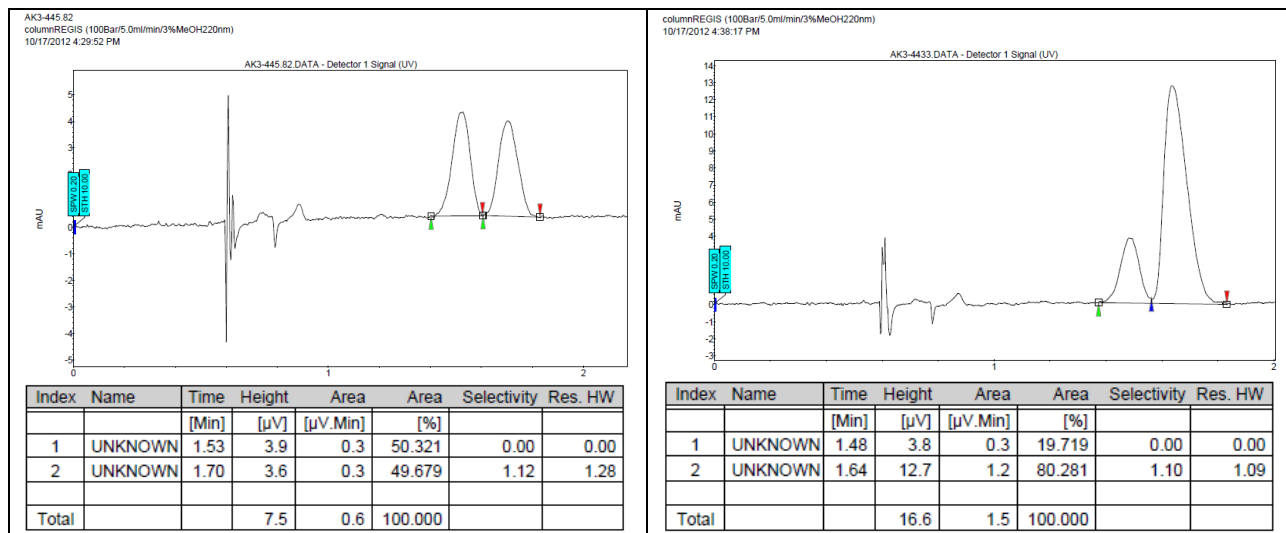 AK3-445.82
columnREGIS (100Bar/5.0ml/min/3%MeOH220nm)
10/17/2012 4:29:52 PM
AK3-445.82.DATA - Detector 1 Signal (UV)
5
4
3
2
1
0
-1
-2
-3
-4
-5
mAU
SPW 0.20
STH 10.00
0 1 2
Index Name Time Height Area Area Selectivity Res. HW
[Min] [µV] [µV.Min] [%]
1 UNKNOWN 1.53 3.9 0.3 50.321 0.00 0.00
2 UNKNOWN 1.70 3.6 0.3 49.679 1.12 1.28
Total 7.5 0.6 100.000
columnREGIS (100Bar/5.0ml/min/3%MeOH220nm)
10/17/2012 4:38:17 PM
AK3-4433.DATA - Detector 1 Signal (UV)
14
13
12
11
10
9
8
7
6
5
4
3
2
1
0
-1
-2
-3
mAU
SPW 0.20
STH 10.00
0 1 2
Index Name Time Height Area Area Selectivity Res. HW
[Min] [µV] [µV.Min] [%]
1 UNKNOWN 1.48 3.8 0.3 19.719 0.00 0.00
2 UNKNOWN 1.64 12.7 1.2 80.281 1.10 1.09
Total 16.6 1.5 100.000